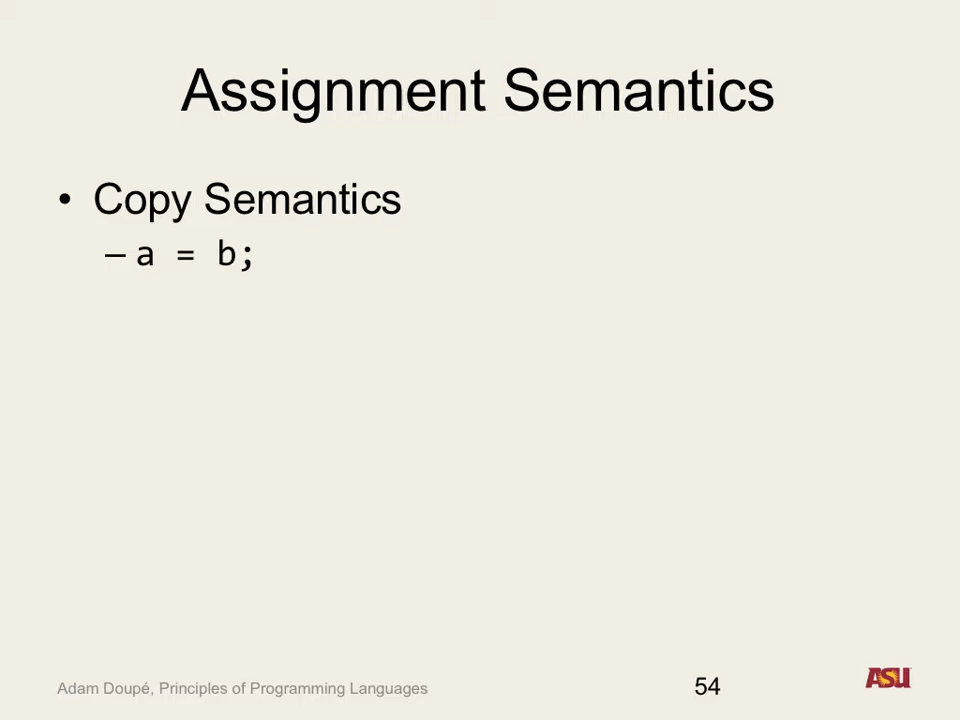 Assignment Semantics
• Copy Semantics
– a = b;
Adam Doupé, Principles of Programming Languages
54
ASU